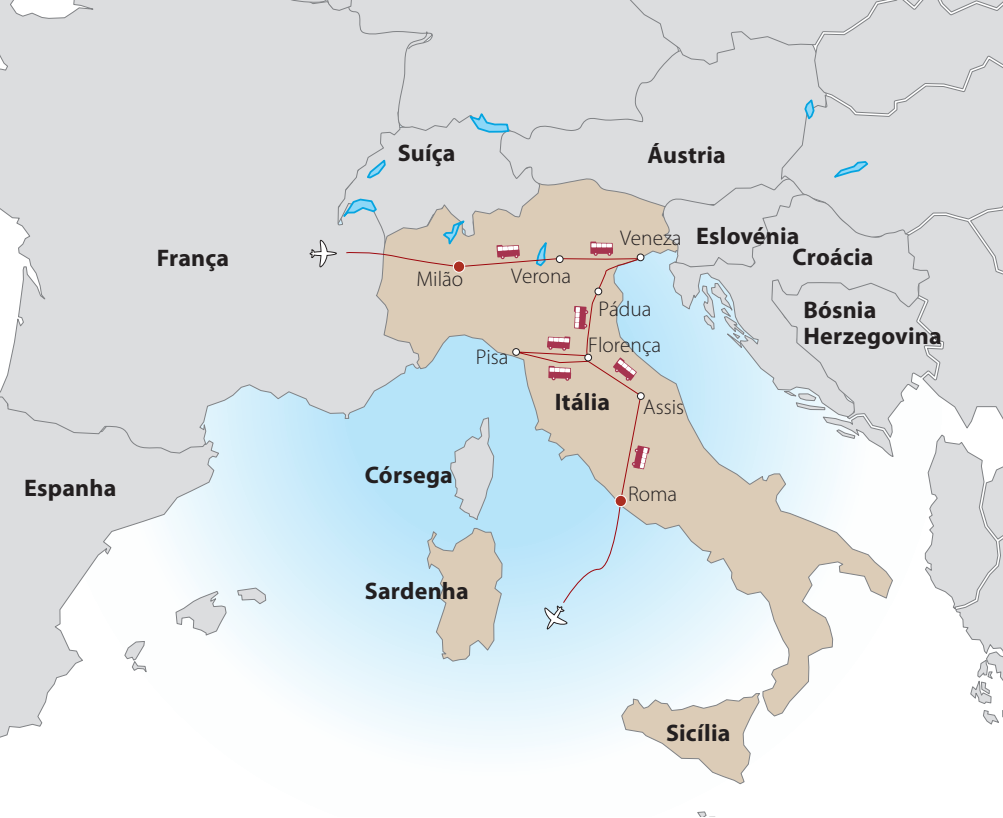 Suíça
Áustria
Veneza
Eslovénia
França
Croácia
Milão
Verona
Pádua
Bósnia
Herzegovina
Pisa
Florença
Itália
Assis
Córsega
Espanha
Roma
Sardenha
Sicília